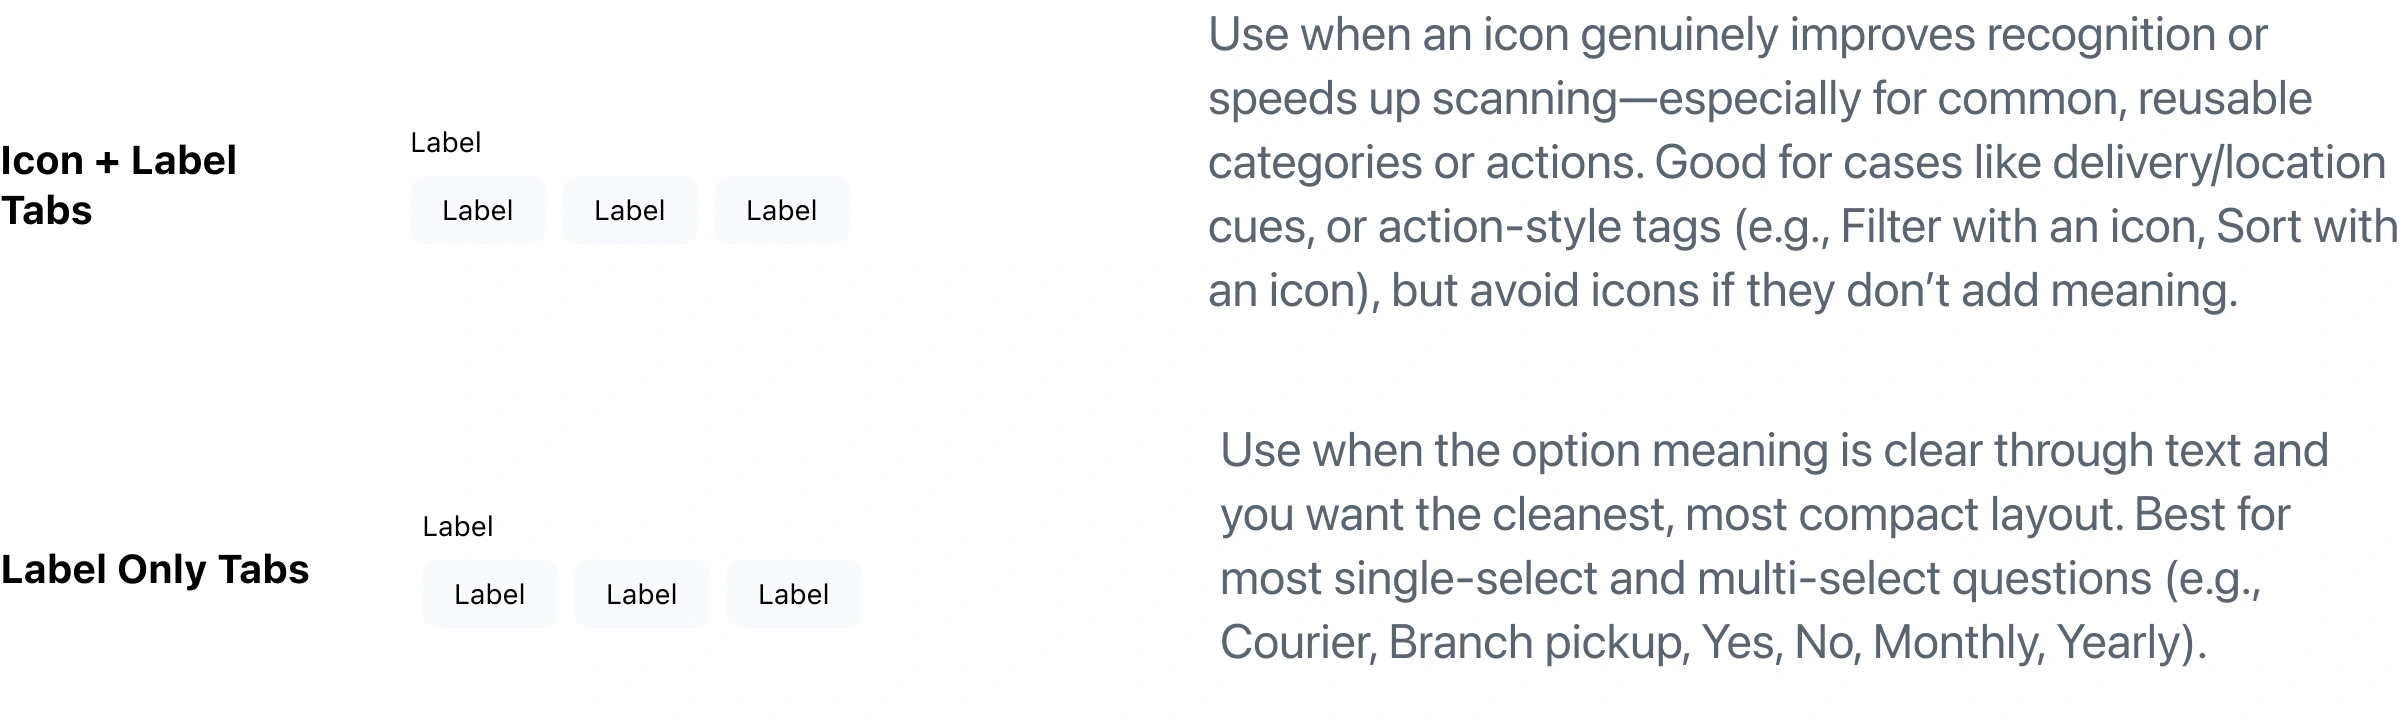 Icon + Label
Tabs
Label
Label Label Label
Use when an icon genuinely improves recognition or
speeds up scanning—especially for common, reusable
categories or actions. Good for cases like delivery/location
cues, or action-style tags (e.g., Filter with an icon, Sort with
an icon), but avoid icons if they don’t add meaning.
Label Only Tabs
Label
Label Label Label
Use when the option meaning is clear through text and
you want the cleanest, most compact layout. Best for
most single-select and multi-select questions (e.g.,
Courier, Branch pickup, Yes, No, Monthly, Yearly).